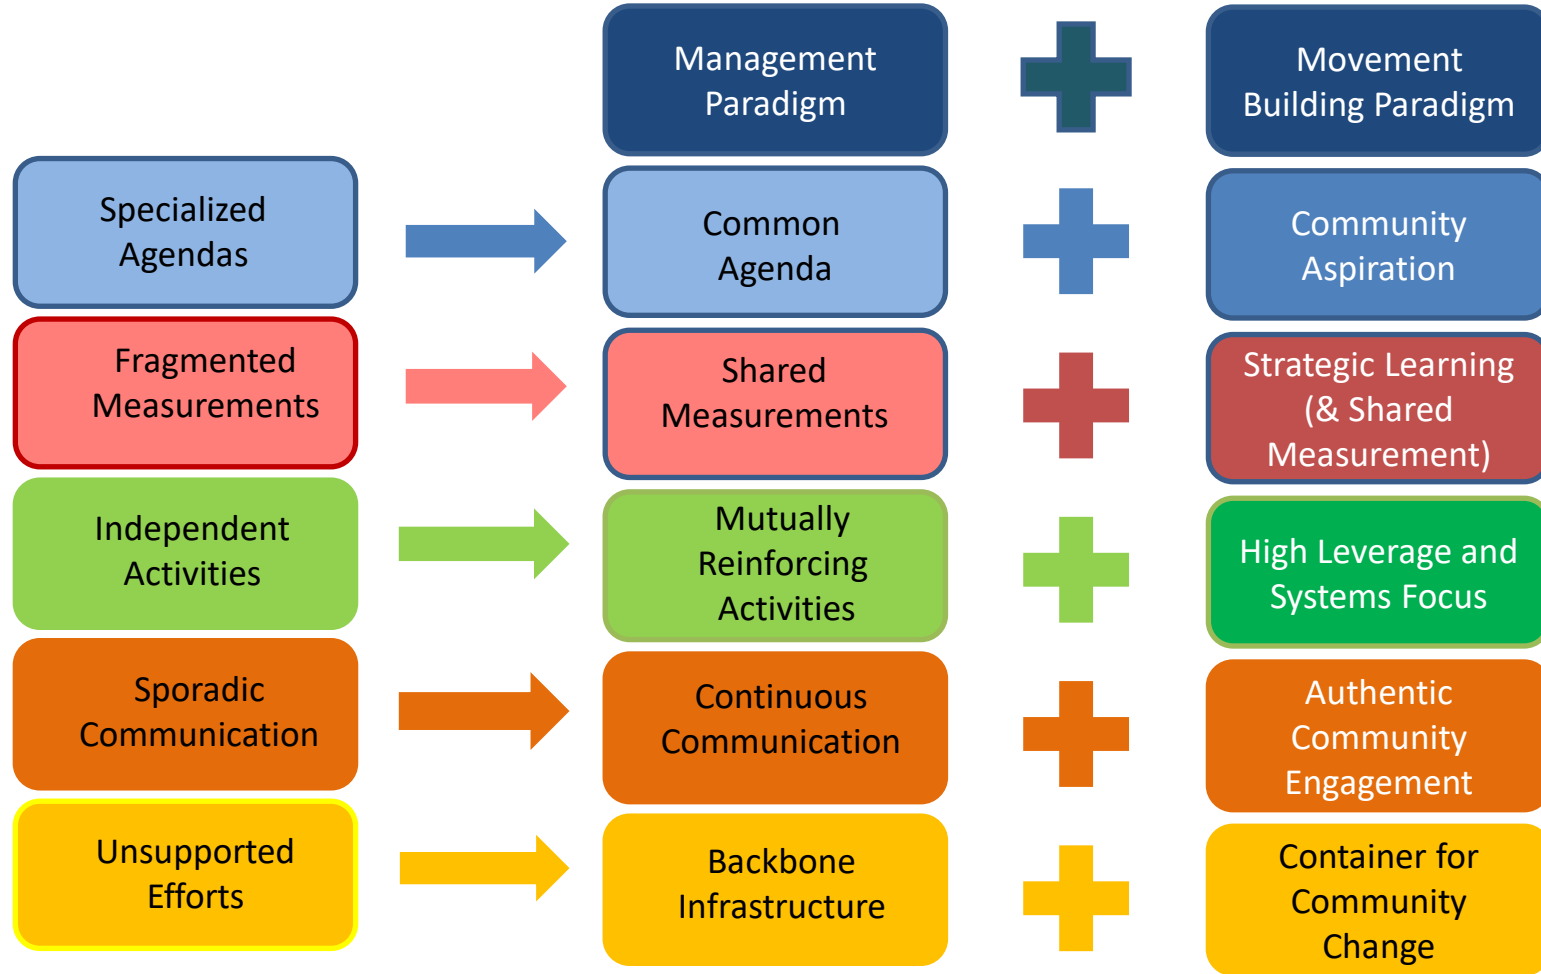 Management
Paradigm
Movement
Building Paradigm
Specialized
Agendas
Common
Agenda
Community
Aspiration
Fragmented
Measurements
Shared
Measurements
Strategic Learning
(& Shared
Measurement)
Independent
Activities
Mutually
Reinforcing
Activities
High Leverage and
Systems Focus
Sporadic
Communication
Continuous
Communication
Authentic
Community
Engagement
Unsupported
Efforts
Backbone
Infrastructure
Container for
Community
Change